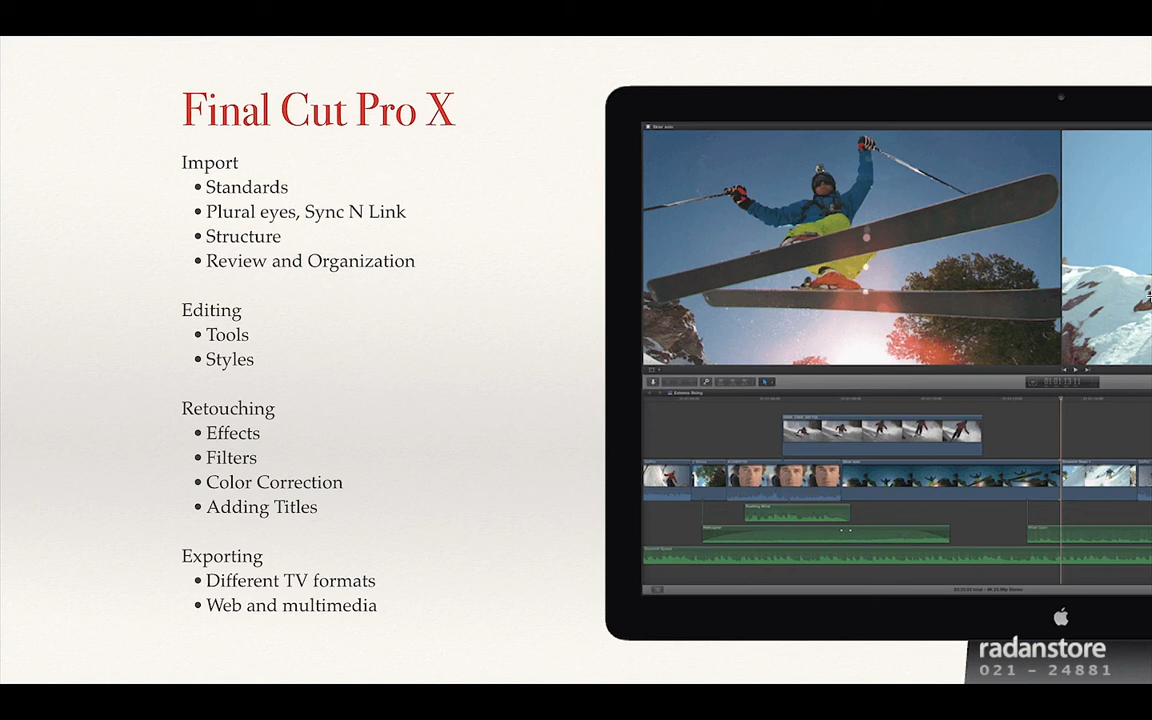 Final Cut Pro X
Import
• Standards
• Plural eyes, Sync N Link
• Structure
• Review and Organization
Editing
• Tools
• Styles
Retouching
• Effects
• Filters
• Color Correction
• Adding Titles
Exporting
• Different TV formats
• Web and multimedia
radanstore
021 - 24881